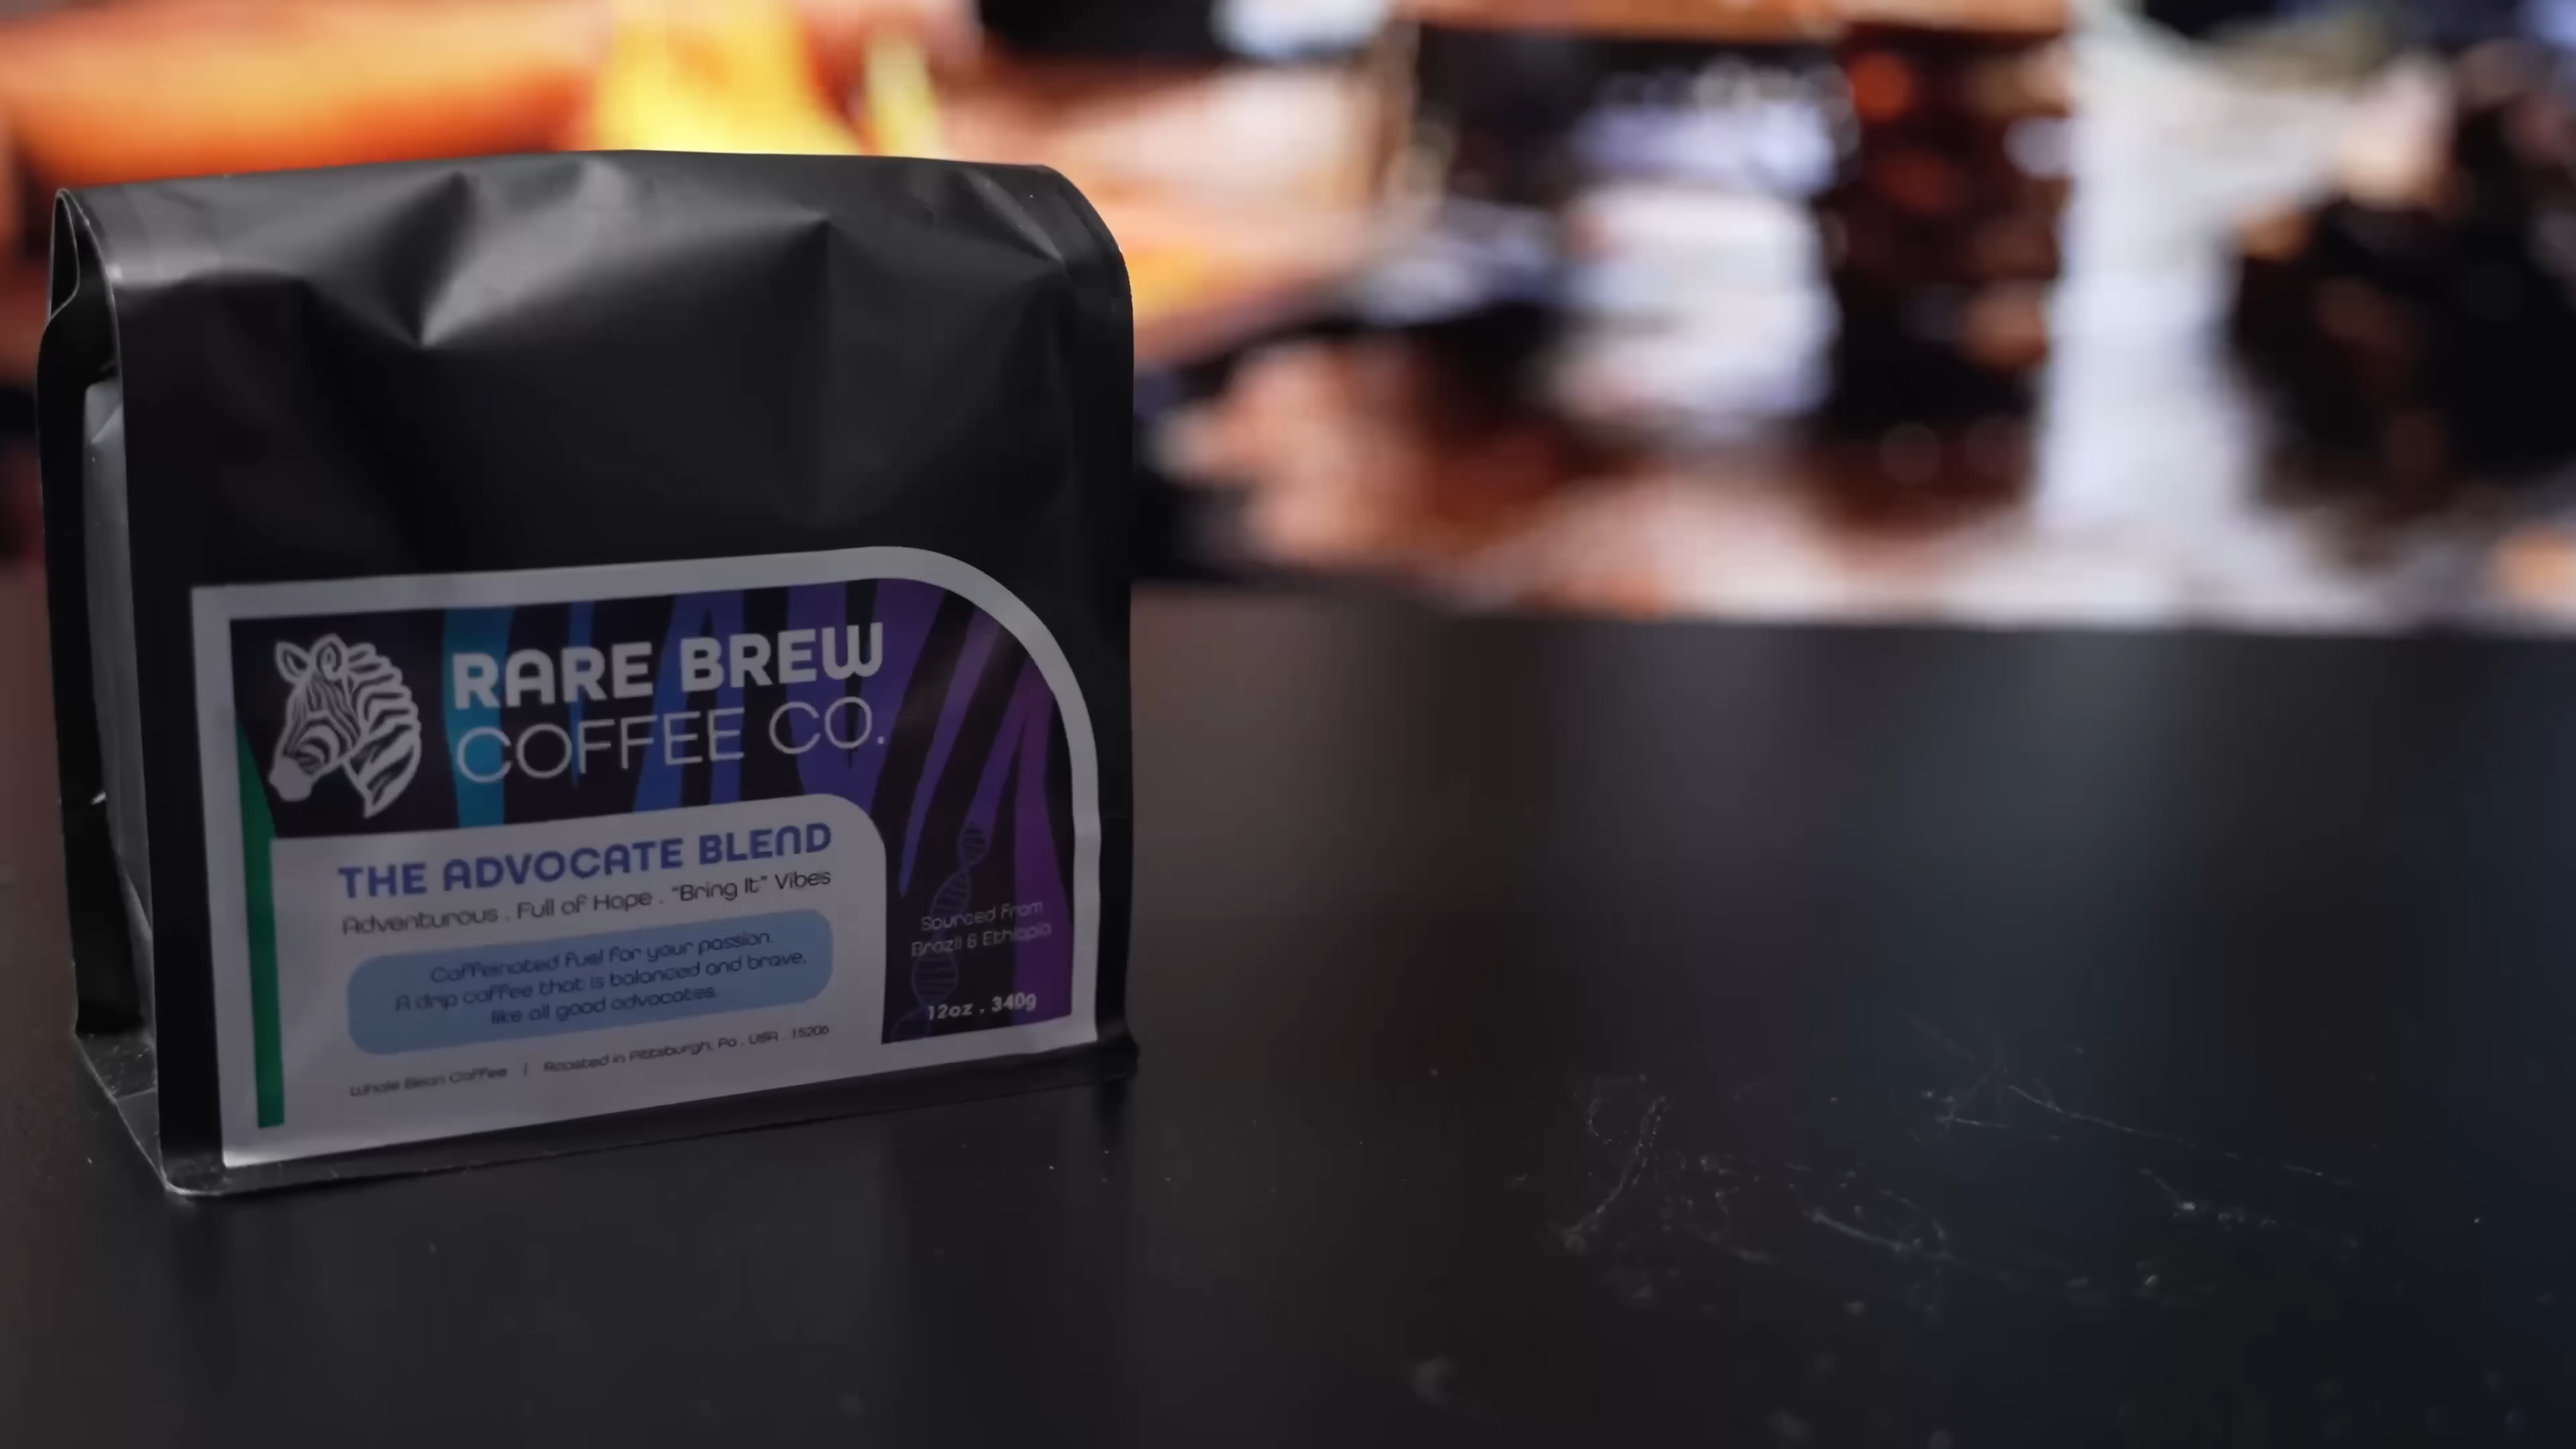 RARE BREW
COFFEE CO.
THE ADVOCATE BLEND
Adventurous . Full of Hope . "Bring It" Vibes
Caffeinated fuel for your passion.
A drip coffee that is balanced and brave,
like all good advocates.
Whole Bean Coffee | Roasted in Pittsburgh, Pa . USA . 15206
Sourced From
Brazil & Ethiopia
12oz . 340g